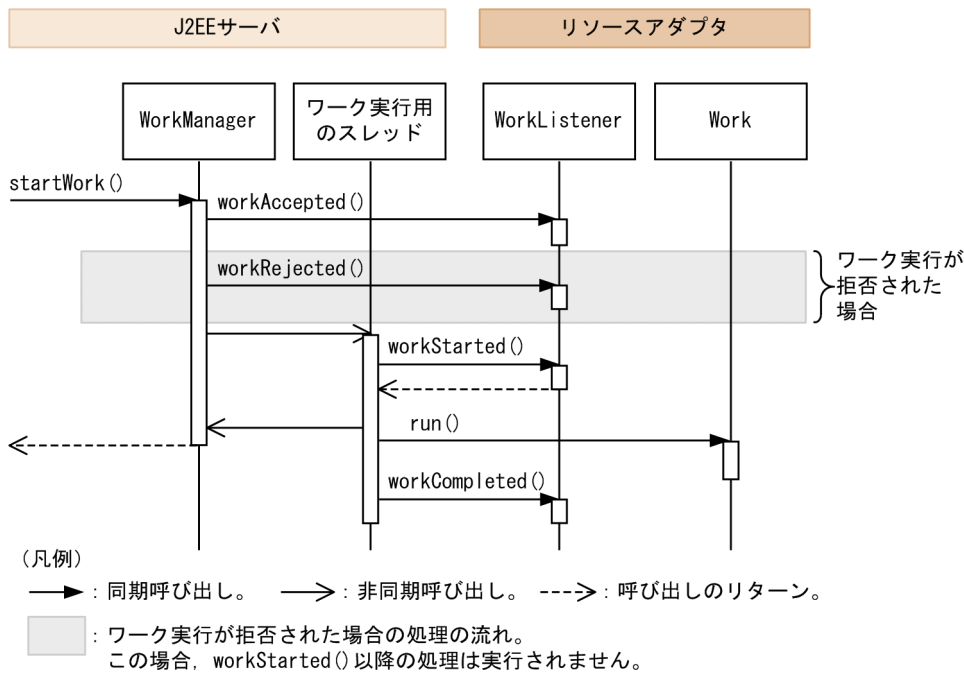 J2EEサーバ
リソースアダプタ
WorkManager
ワーク実行用
のスレッド
WorkListener
Work
startWork()
workAccepted()
workRejected()
ワーク実行が
拒否された
場合
workStarted()
run()
workCompleted()
(凡例)
: 同期呼び出し。
: 非同期呼び出し。
: 呼び出しのリターン。
: ワーク実行が拒否された場合の処理の流れ。
この場合，workStarted()以降の処理は実行されません。